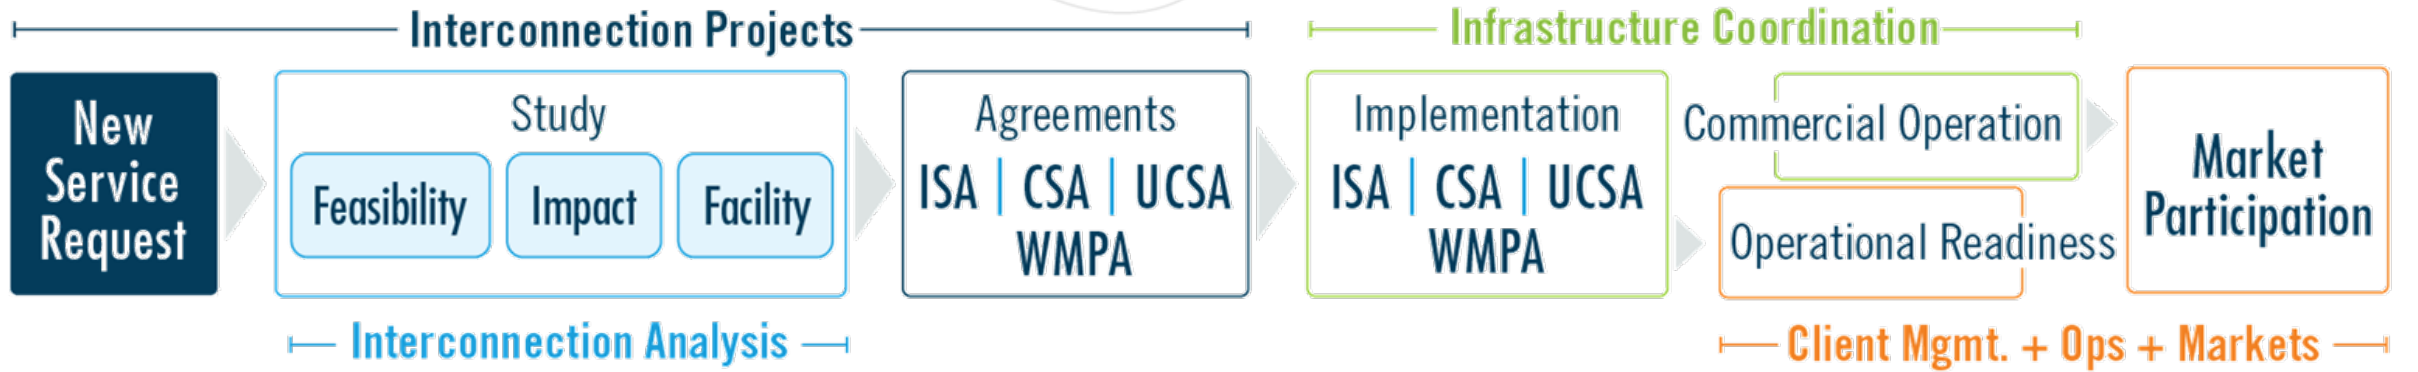 Interconnection Projects
Infrastructure Coordination
New
Service
Request
Study
Feasibility
Impact
Facility
Agreements
ISA | CSA | UCSA
WMPA
Implementation
ISA | CSA | UCSA
WMPA
Commercial Operation
Operational Readiness
Market
Participation
Interconnection Analysis
Client Mgmt. + Ops + Markets